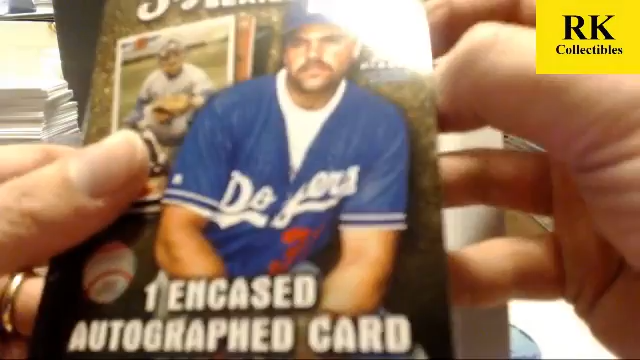 RK
Collectibles
Dodgers
1 ENCASED
AUTOGRAPHED CARD